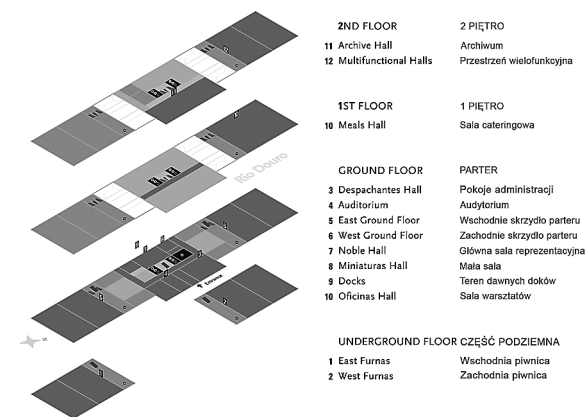 2ND FLOOR 2 PIĘTRO
11 Archive Hall Archiwum
12 Multifunctional Halls Przestrzeń wielofunkcyjna
1ST FLOOR 1 PIĘTRO
10 Meals Hall Sala cateringowa
Rio Douro
GROUND FLOOR PARTER
3 Despachantes Hall Pokoje administracji
4 Auditorium Audytorium
5 East Ground Floor Wschodnie skrzydło parteru
6 West Ground Floor Zachodnie skrzydło parteru
7 Noble Hall Główna sala reprezentacyjna
8 Miniaturas Hall Mała sala
9 Docks Teren dawnych doków
10 Oficinas Hall Sala warsztatów
Entrance
UNDERGROUND FLOOR CZĘŚĆ PODZIEMNA
1 East Furnas Wschodnia piwnica
2 West Furnas Zachodnia piwnica